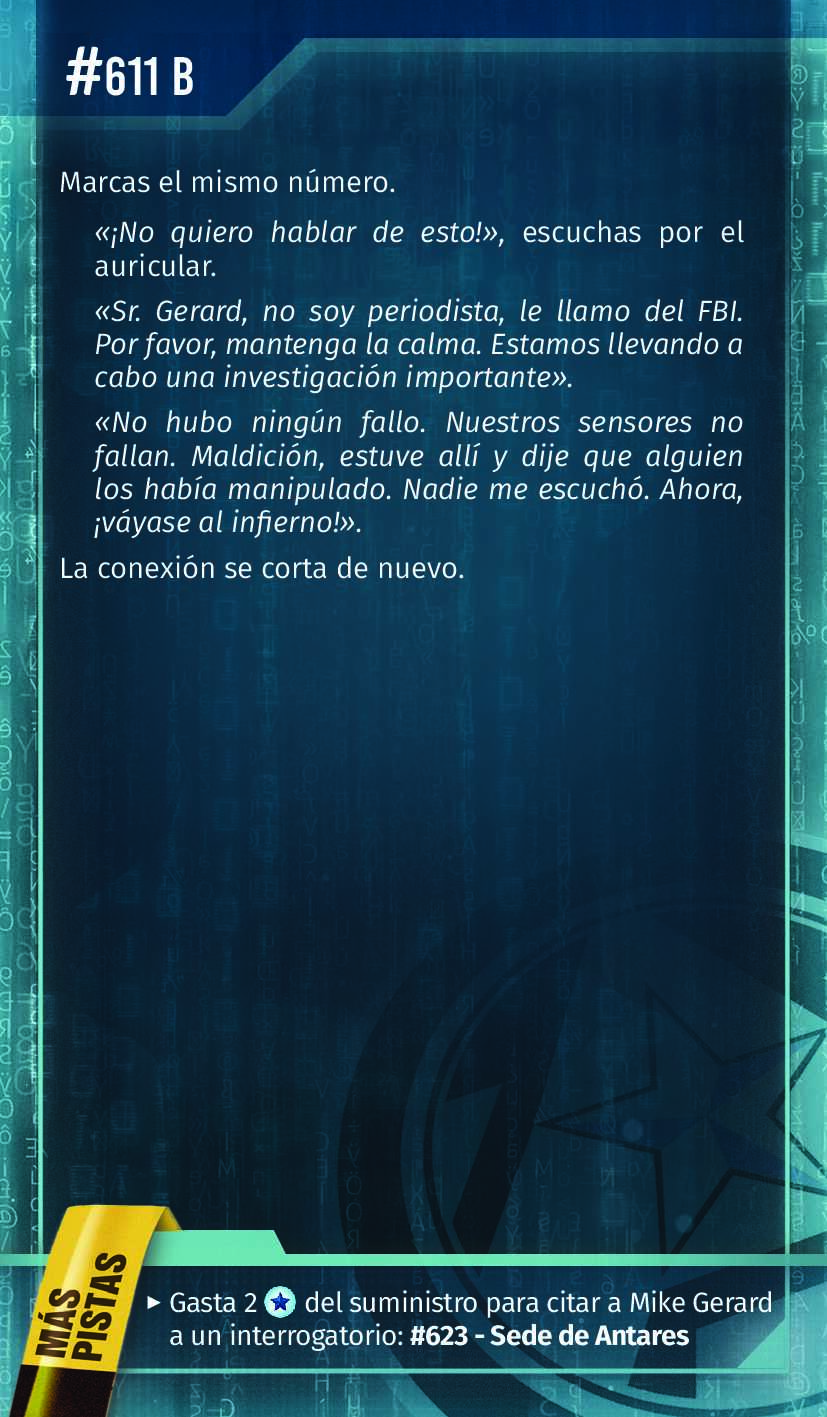 #611 B
Marcas el mismo número.
«¡No quiero hablar de esto!», escuchas por el
auricular.
«Sr. Gerard, no soy periodista, le llamo del FBI.
Por favor, mantenga la calma. Estamos llevando a
cabo una investigación importante».
«No hubo ningún fallo. Nuestros sensores no
fallan. Maldición, estuve allí y dije que alguien
los había manipulado. Nadie me escuchó. Ahora,
¡váyase al infierno!».
La conexión se corta de nuevo.
MÁS
PISTAS
▸ Gasta 2 del suministro para citar a Mike Gerard
a un interrogatorio: #623 - Sede de Antares